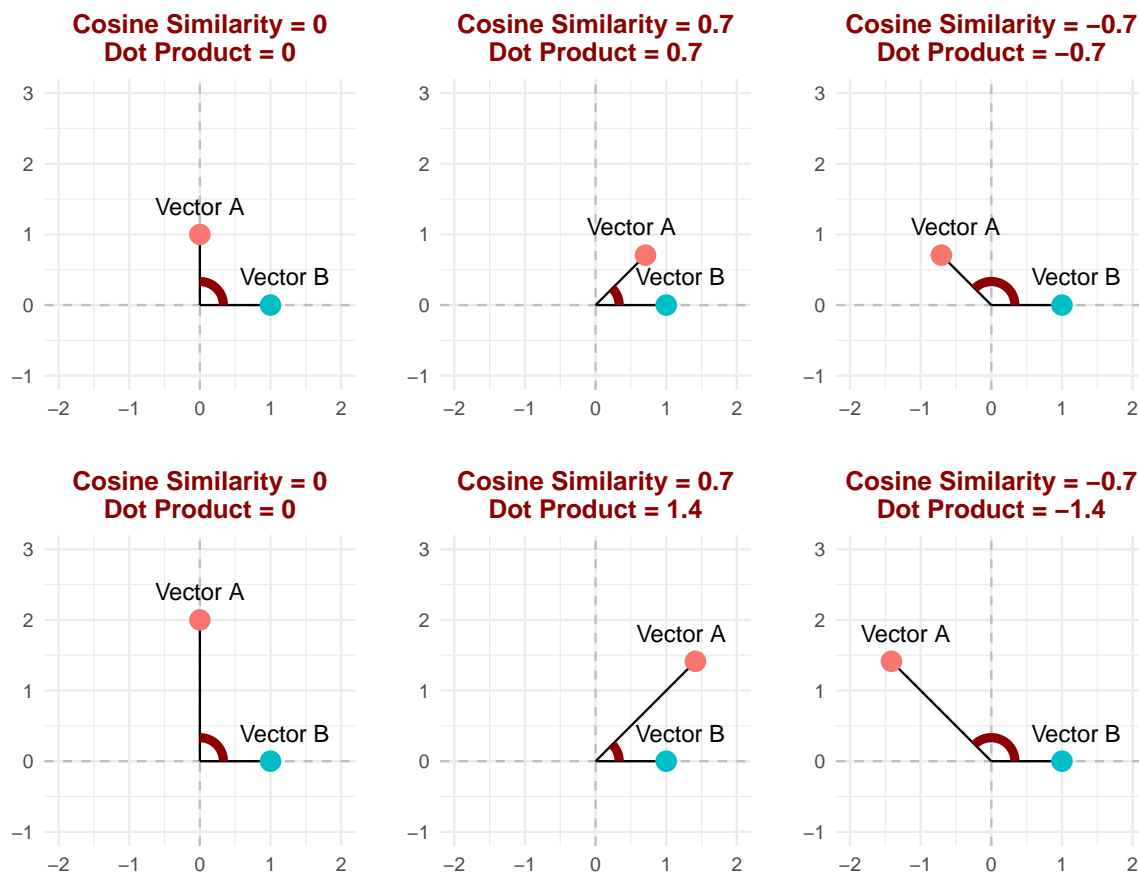 Cosine Similarity = 0
Dot Product = 0
Cosine Similarity = 0.7
Dot Product = 0.7
Cosine Similarity = −0.7
Dot Product = −0.7
3
2
1
0
−1
Vector A
Vector B
−2 −1 0 1 2
3
2
1
0
−1
Vector A
Vector B
−2 −1 0 1 2
3
2
1
0
−1
Vector A
Vector B
−2 −1 0 1 2
Cosine Similarity = 0
Dot Product = 0
Cosine Similarity = 0.7
Dot Product = 1.4
Cosine Similarity = −0.7
Dot Product = −1.4
3
2
1
0
−1
Vector A
Vector B
−2 −1 0 1 2
3
2
1
0
−1
Vector A
Vector B
−2 −1 0 1 2
3
2
1
0
−1
Vector A
Vector B
−2 −1 0 1 2